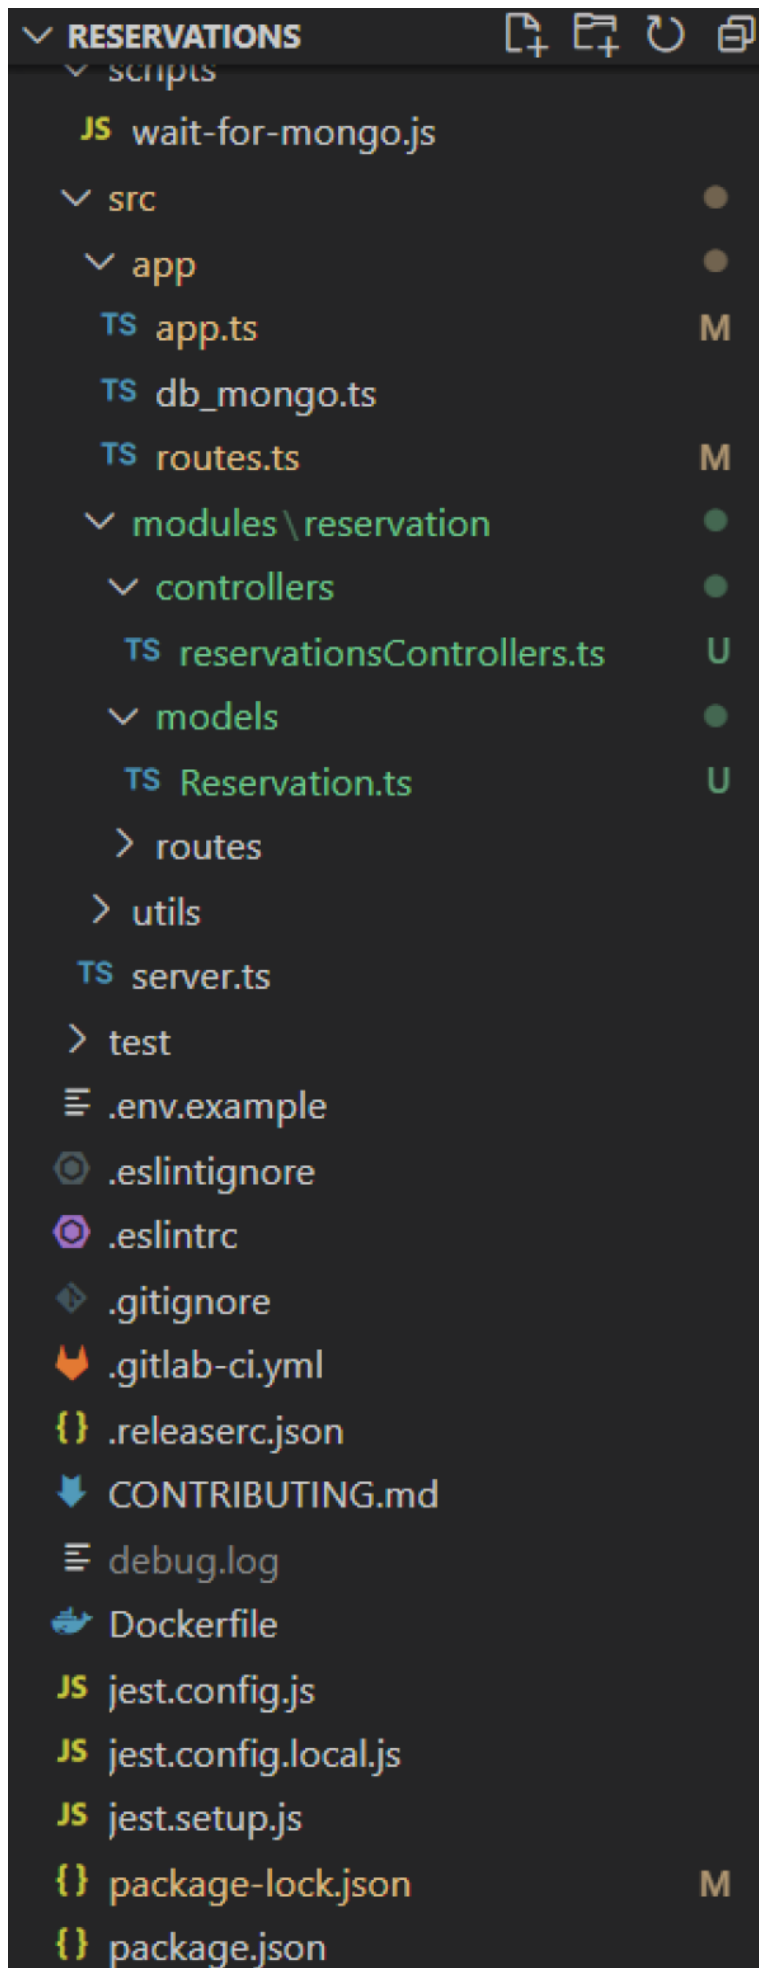 RESERVATIONS
scripts
JS wait-for-mongo.js
src
app
TS app.ts M
TS db_mongo.ts
TS routes.ts M
modules\reservation
controllers
TS reservationsControllers.ts U
models
TS Reservation.ts U
routes
utils
TS server.ts
test
.env.example
.eslintignore
.eslintrc
.gitignore
.gitlab-ci.yml
{} .releaserc.json
CONTRIBUTING.md
debug.log
Dockerfile
JS jest.config.js
JS jest.config.local.js
JS jest.setup.js
{} package-lock.json M
{} package.json